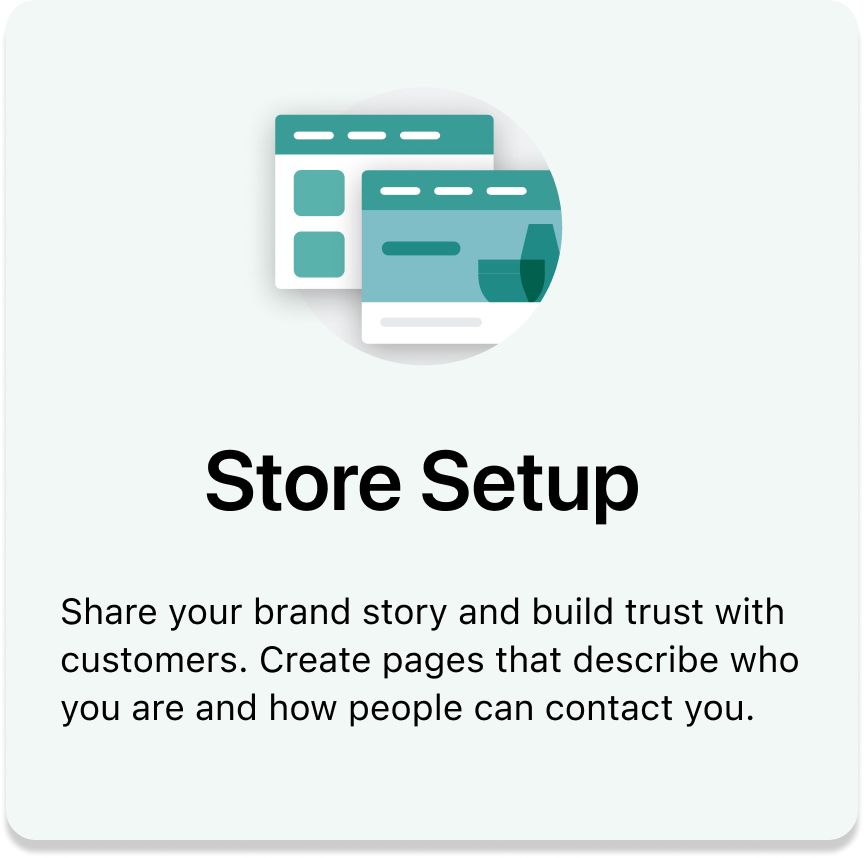 Store Setup
Share your brand story and build trust with
customers. Create pages that describe who
you are and how people can contact you.